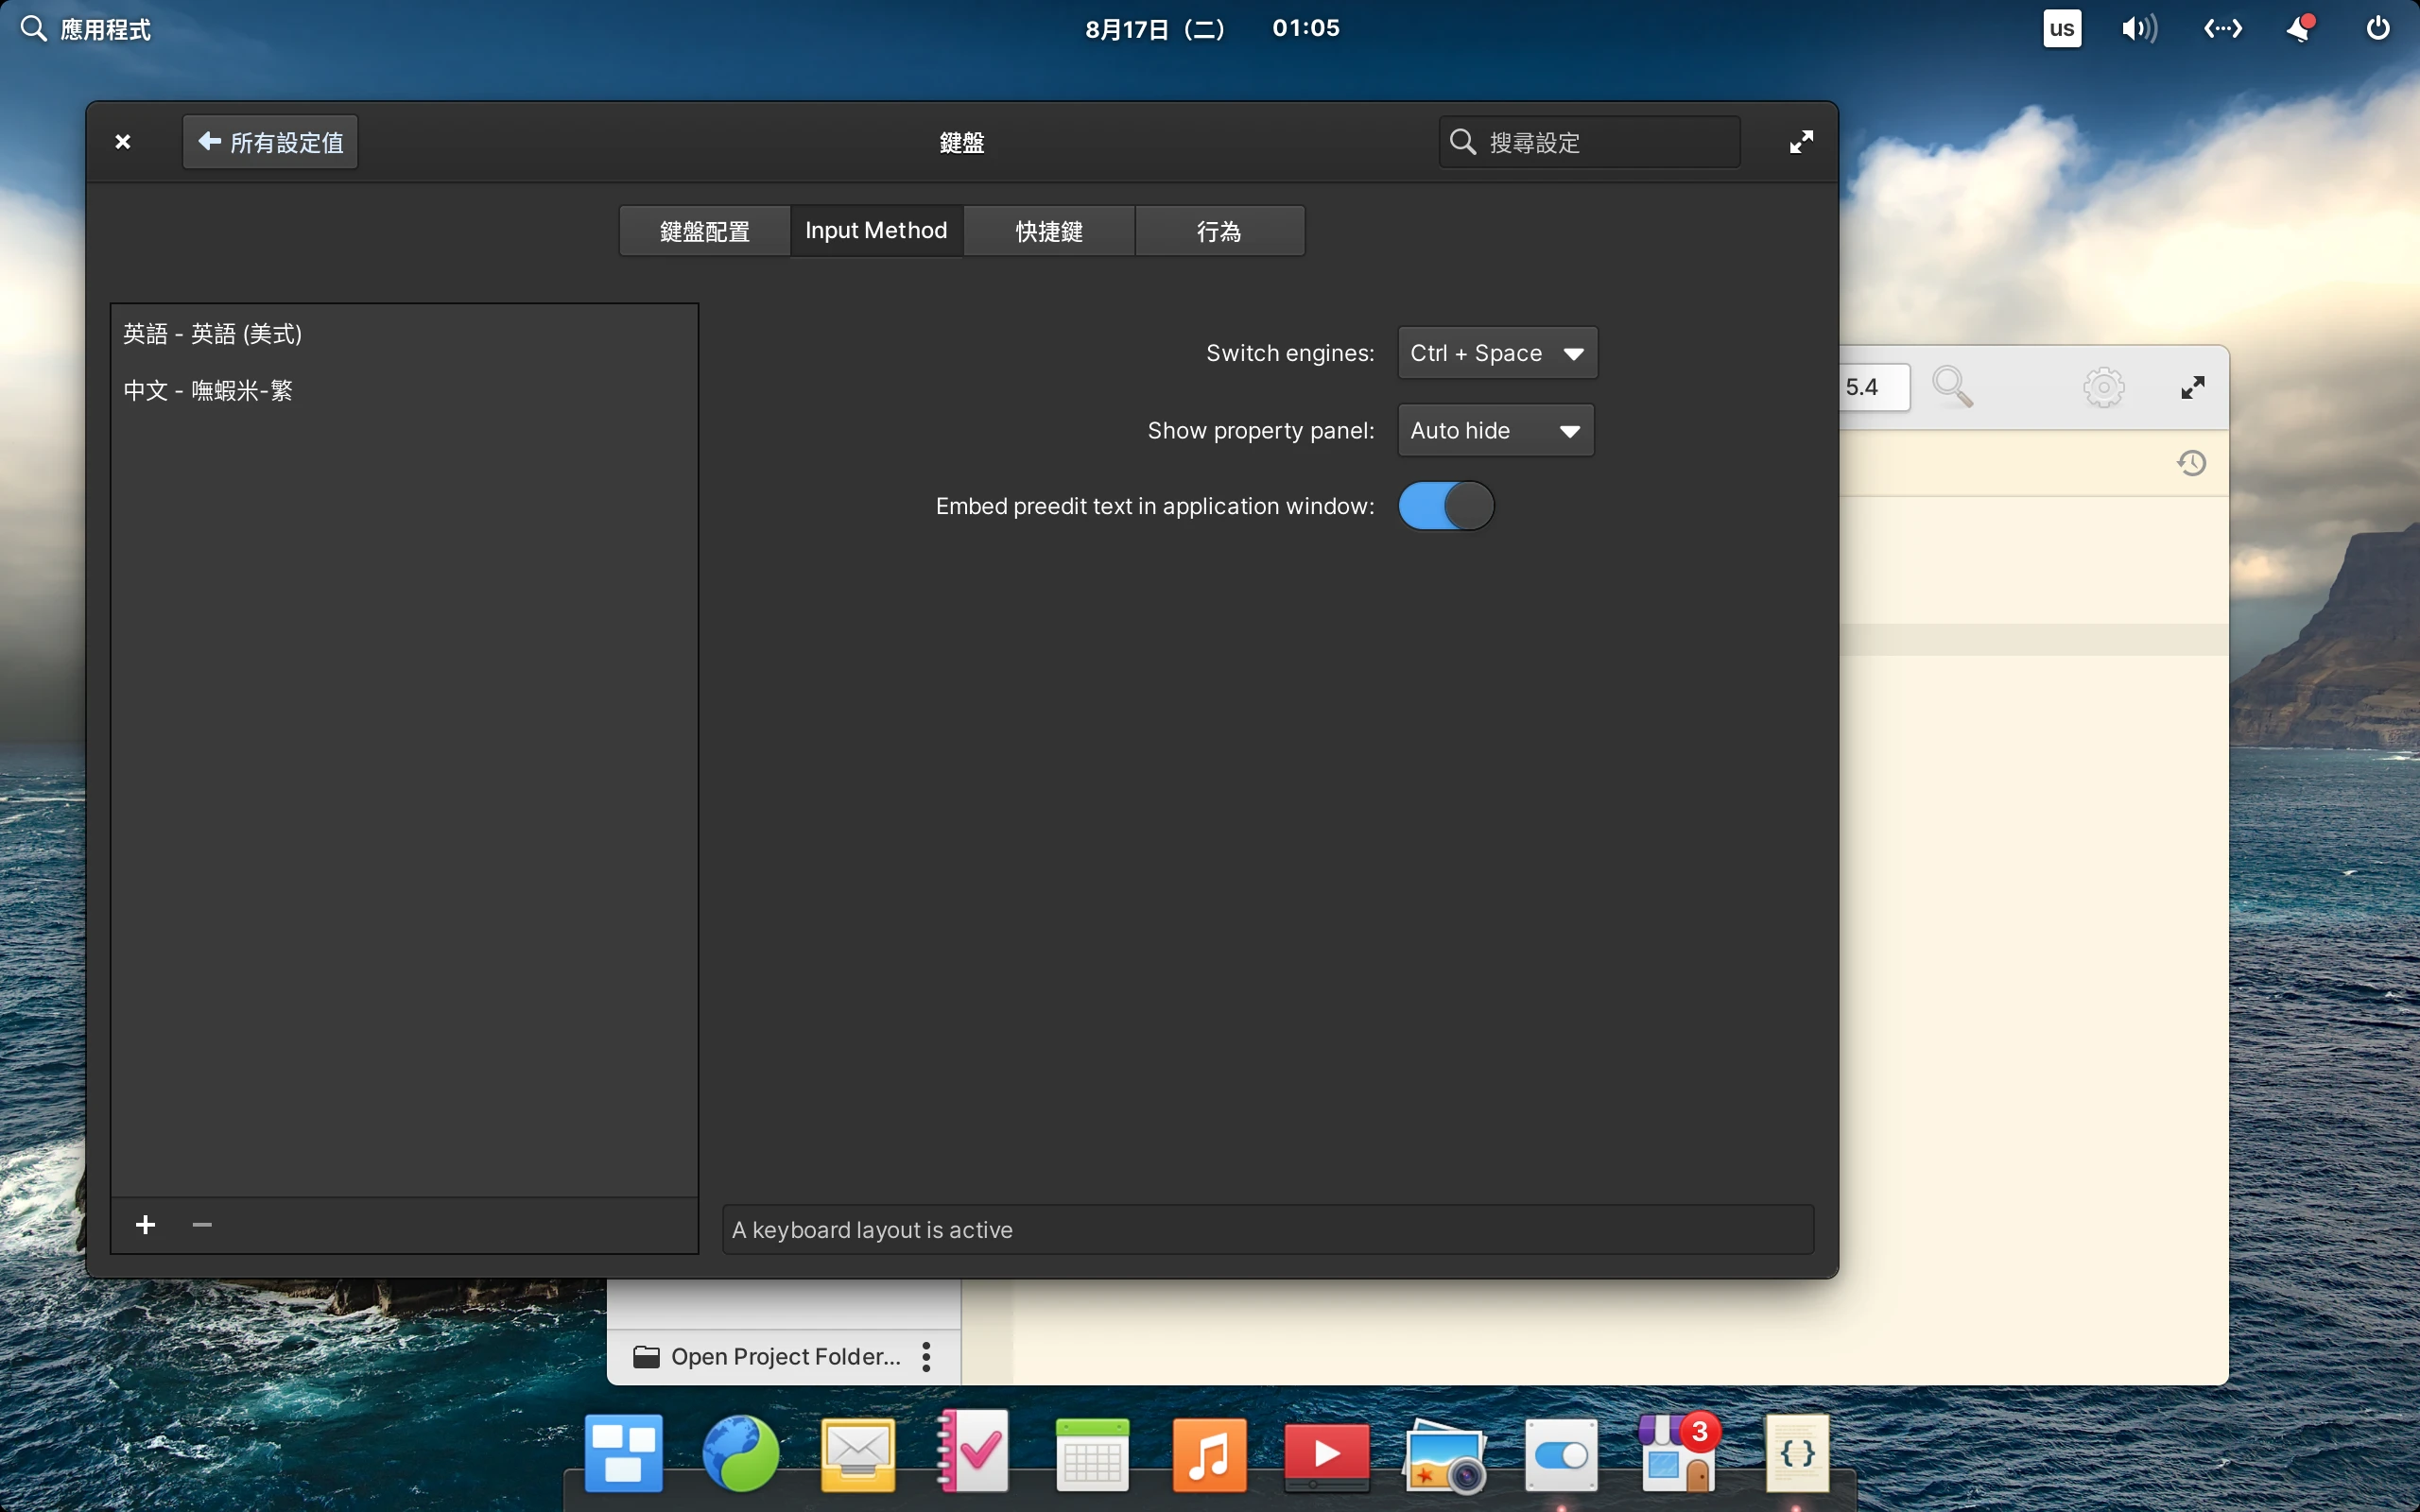 應用程式
8月17日（二） 01:05
us
所有設定值
鍵盤
搜尋設定
鍵盤配置 Input Method 快捷鍵 行為
英語 - 英語 (美式)
中文 - 嘸蝦米-繁
Switch engines: Ctrl + Space
Show property panel: Auto hide
Embed preedit text in application window:
5.4
A keyboard layout is active
Open Project Folder...
3
{}